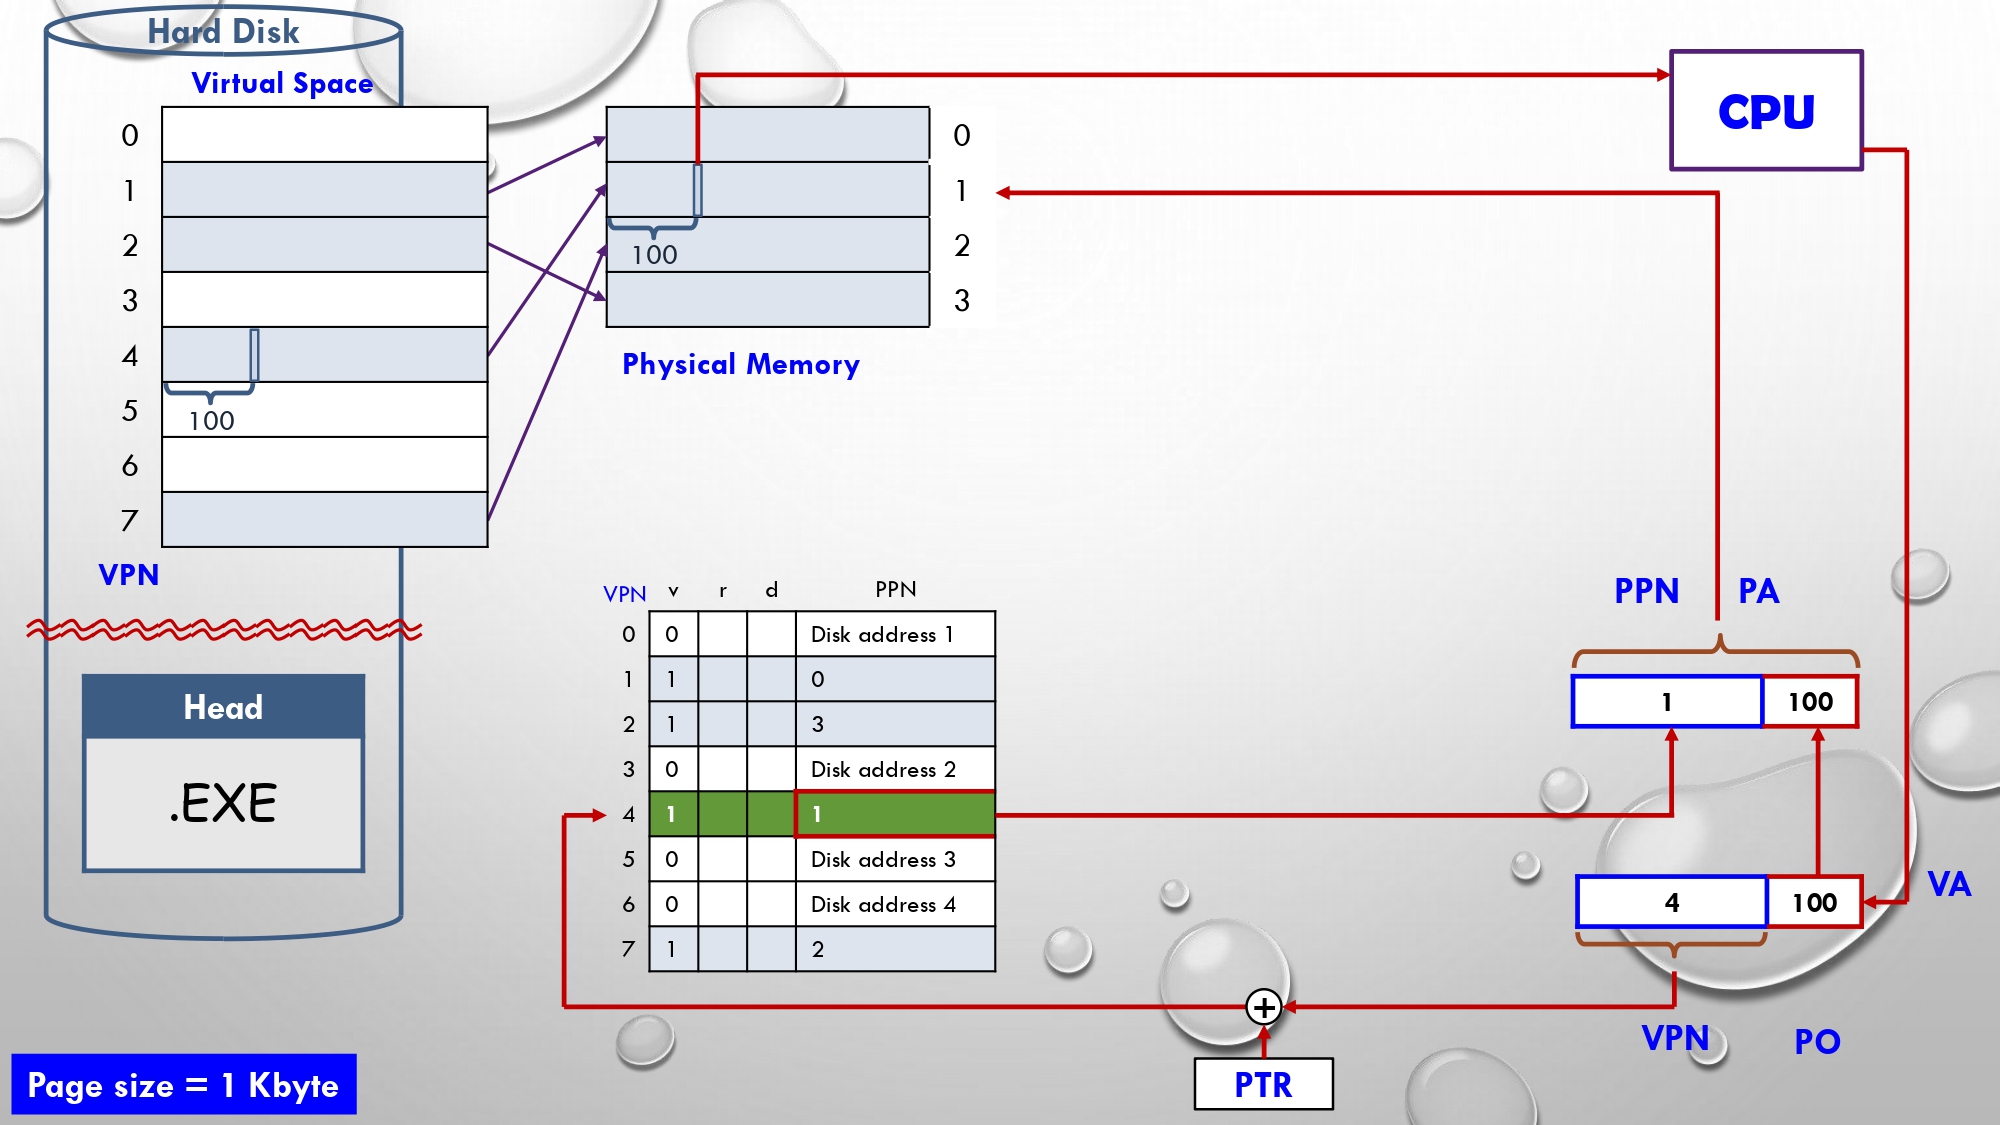 Hard Disk
Virtual Space
0
1
2
3
4
100
5
6
7
VPN
Head
.EXE
Page size = 1 Kbyte
0
1
100
2
3
Physical Memory
CPU
VPN v r d PPN
0 0 Disk address 1
1 1 0
2 1 3
3 0 Disk address 2
4 1 1
5 0 Disk address 3
6 0 Disk address 4
7 1 2
PPN PA
1 100
4 100
VA
VPN PO
+
PTR